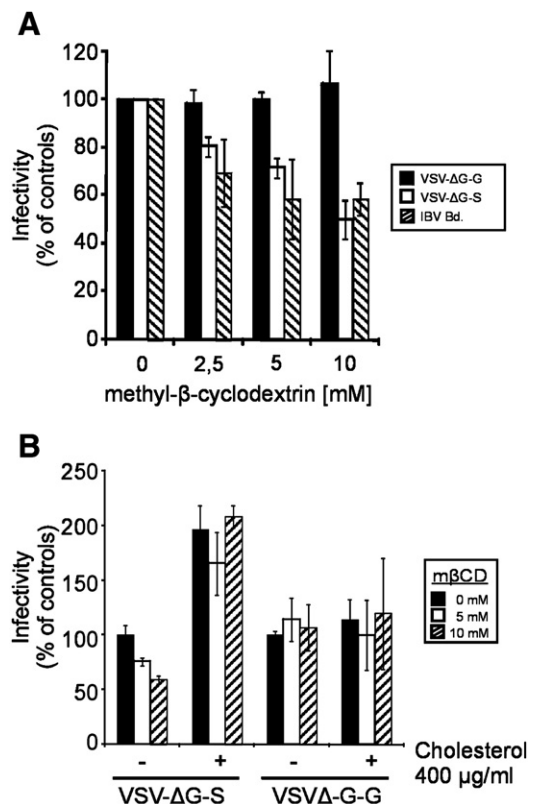 A
120
100
80
60
40
20
0
Infectivity
(% of controls)
0 2,5 5 10
methyl-β-cyclodextrin [mM]
VSV-ΔG-G
VSV-ΔG-S
IBV Bd.
B
250
200
150
100
50
0
Infectivity
(% of controls)
mβCD
0 mM
5 mM
10 mM
- + - +
Cholesterol
400 µg/ml
VSV-ΔG-S VSVΔ-G-G